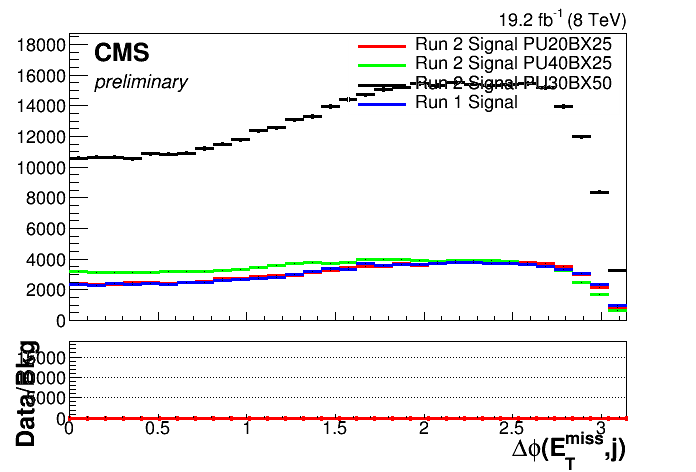 19.2 fb⁻¹ (8 TeV)
CMS
preliminary
Run 2 Signal PU20BX25
Run 2 Signal PU40BX25
Run 2 Signal PU30BX50
Run 1 Signal
18000
16000
14000
12000
10000
8000
6000
4000
2000
0
Data/Bkg
5000
0
0 0.5 1 1.5 2 2.5 3
Δϕ(E_T^miss,j)